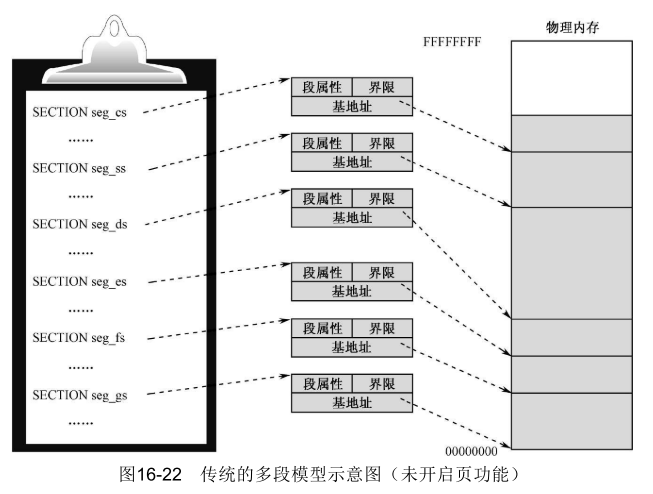 物理内存
FFFFFFFF
SECTION seg_cs
……
SECTION seg_ss
……
SECTION seg_ds
……
SECTION seg_es
……
SECTION seg_fs
……
SECTION seg_gs
……
段属性 界限
基地址
段属性 界限
基地址
段属性 界限
基地址
段属性 界限
基地址
段属性 界限
基地址
段属性 界限
基地址
00000000
图16-22 传统的多段模型示意图（未开启页功能）